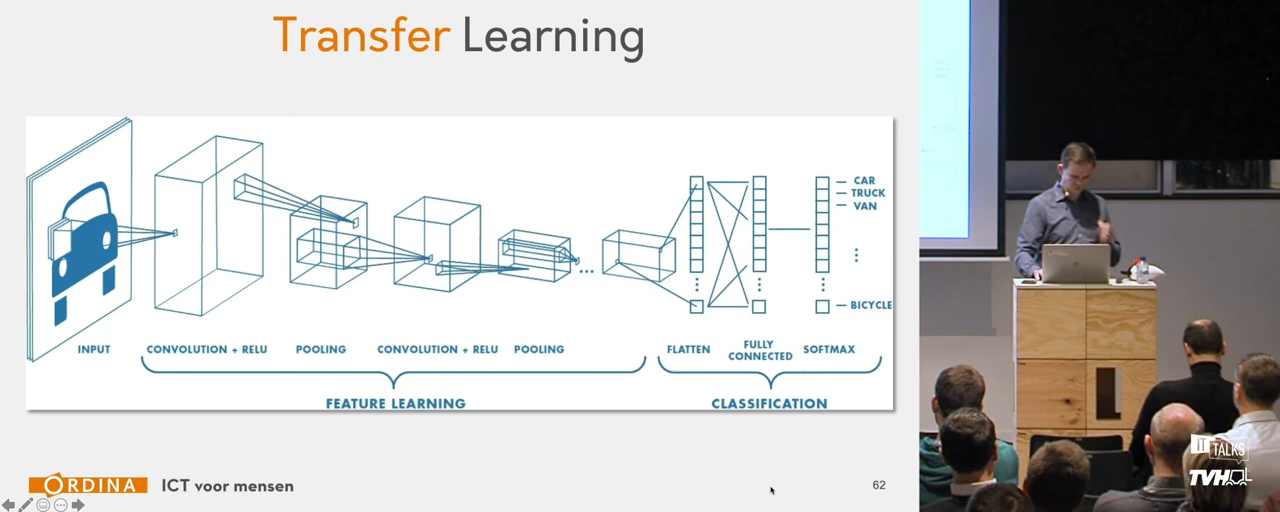 Transfer Learning
CAR
TRUCK
VAN
BICYCLE
INPUT
CONVOLUTION + RELU
POOLING
CONVOLUTION + RELU
POOLING
FLATTEN
FULLY
CONNECTED
SOFTMAX
FEATURE LEARNING
CLASSIFICATION
ORDINA
ICT voor mensen
62
IT
TALKS
TVH